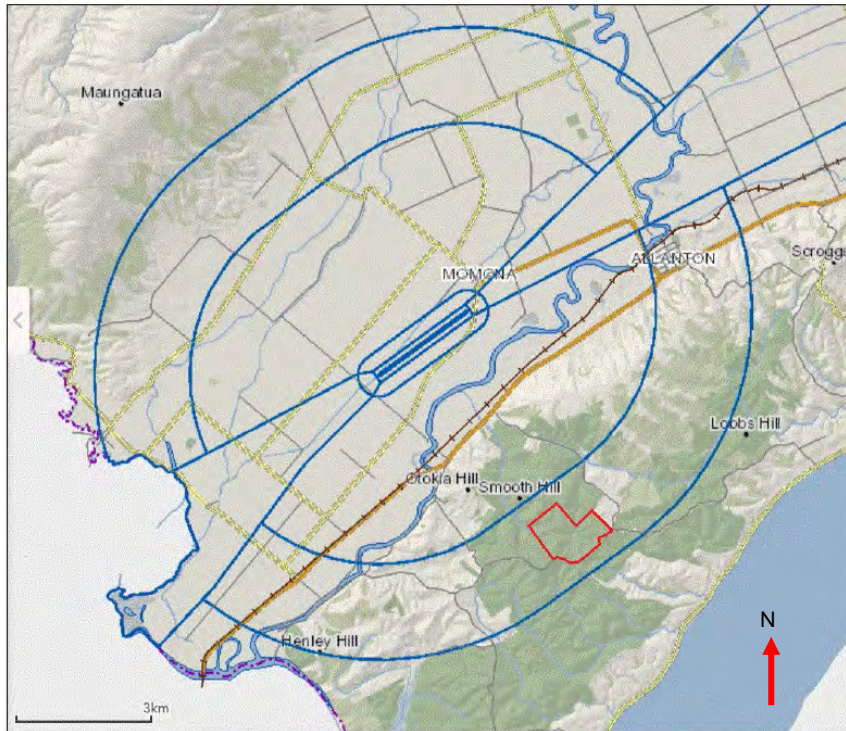 Maungatua
MOMONA
ALLANTON
Scrogg
Lobbs Hill
Otokia Hill
Smooth Hill
Henley Hill
N
3km